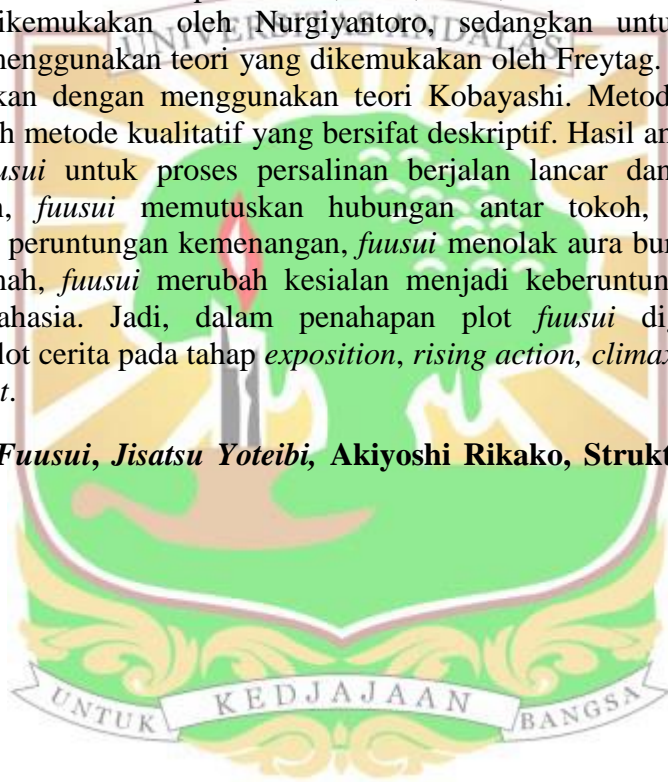 dikemukakan oleh Nurgiyantoro, sedangkan untu
UNIVERSITAS ANDALAS
menggunakan teori yang dikemukakan oleh Freytag.
kan dengan menggunakan teori Kobayashi. Metod
h metode kualitatif yang bersifat deskriptif. Hasil an
usui untuk proses persalinan berjalan lancar dan
n, fuusui memutuskan hubungan antar tokoh,
peruntungan kemenangan, fuusui menolak aura bur
nah, fuusui merubah kesialan menjadi keberuntun
ahasia. Jadi, dalam penahapan plot fuusui dig
lot cerita pada tahap exposition, rising action, climax
t.
Fuusui, Jisatsu Yoteibi, Akiyoshi Rikako, Strukt
UNTUK KEDJAJAAN BANGSA